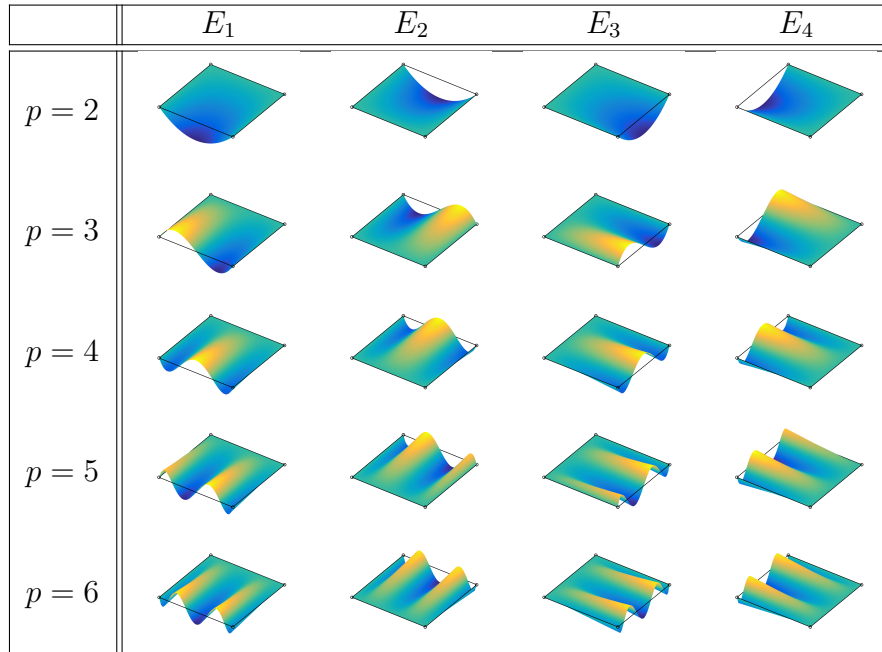 E₁ E₂ E₃ E₄
p = 2
p = 3
p = 4
p = 5
p = 6